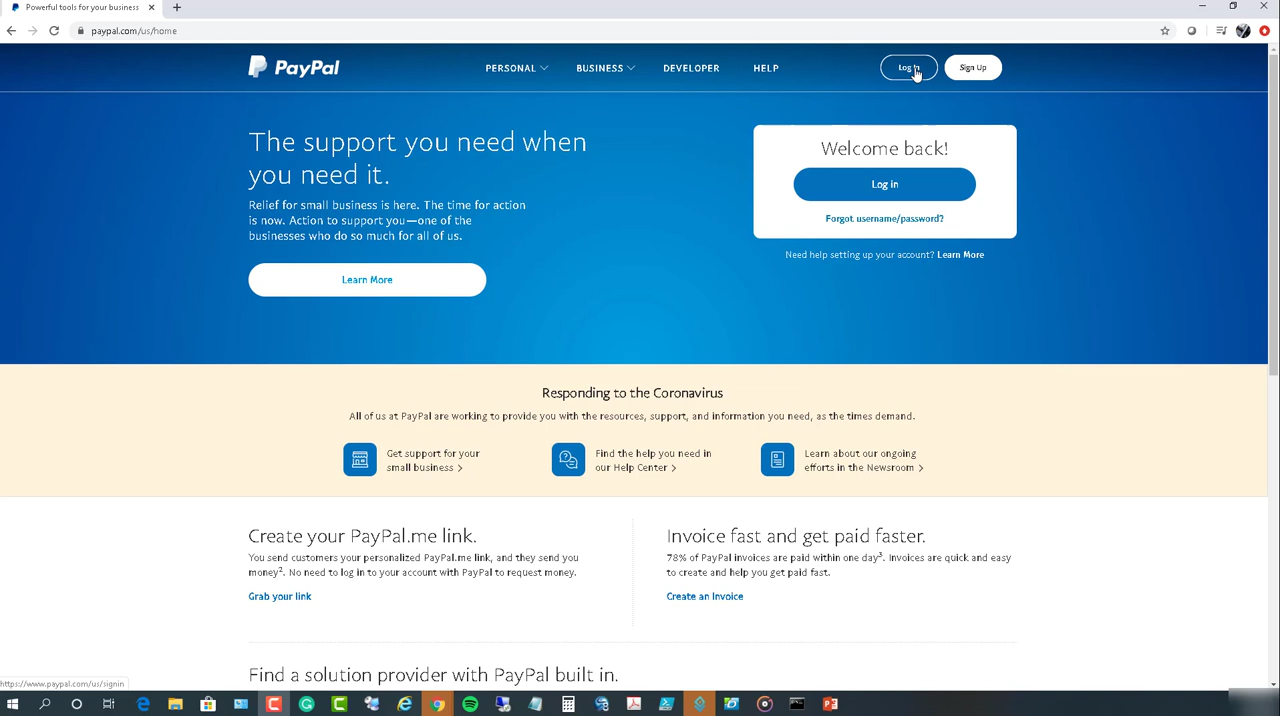 Powerful tools for your business
paypal.com/us/home
PayPal
PERSONAL
BUSINESS
DEVELOPER
HELP
Log In
Sign Up
The support you need when
you need it.
Relief for small business is here. The time for action
is now. Action to support you—one of the
businesses who do so much for all of us.
Learn More
Welcome back!
Log in
Forgot username/password?
Need help setting up your account? Learn More
Responding to the Coronavirus
All of us at PayPal are working to provide you with the resources, support, and information you need, as the times demand.
Get support for your
small business >
Find the help you need in
our Help Center >
Learn about our ongoing
efforts in the Newsroom >
Create your PayPal.me link.
You send customers your personalized PayPal.me link, and they send you
money². No need to log in to your account with PayPal to request money.
Grab your link
Invoice fast and get paid faster.
78% of PayPal invoices are paid within one day³. Invoices are quick and easy
to create and help you get paid fast.
Create an Invoice
Find a solution provider with PayPal built in.
https://www.paypal.com/us/signin